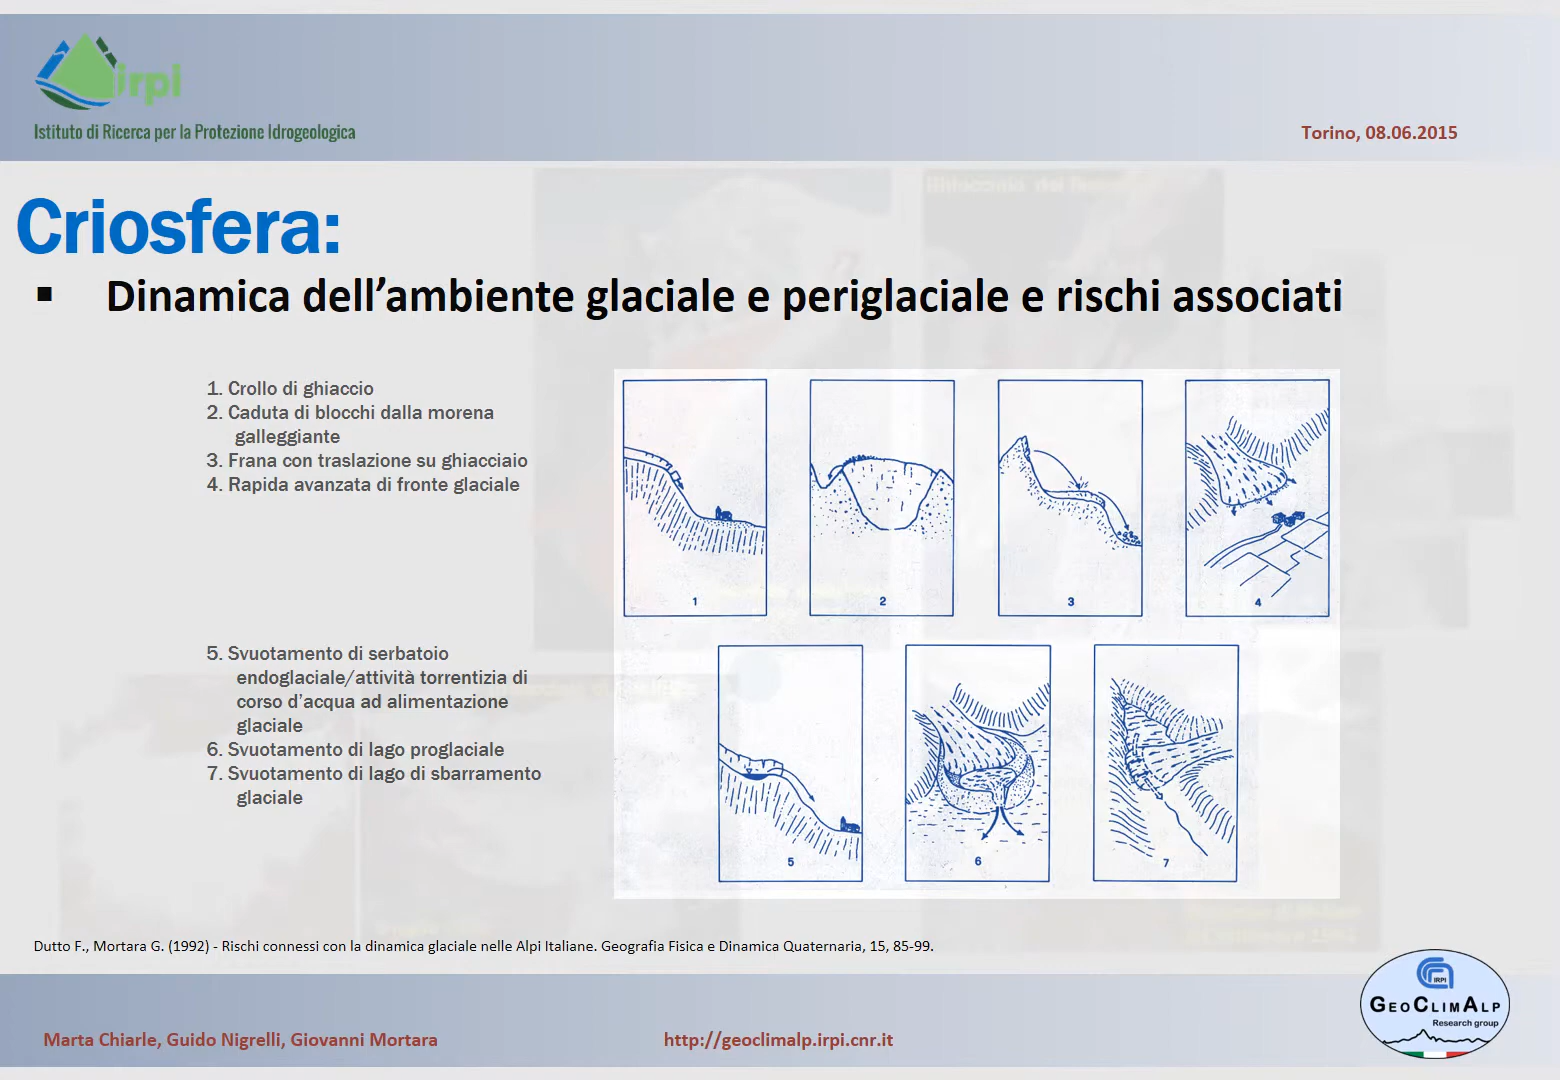 irpi
Istituto di Ricerca per la Protezione Idrogeologica
Torino, 08.06.2015
Criosfera:
▪ Dinamica dell’ambiente glaciale e periglaciale e rischi associati
1. Crollo di ghiaccio
2. Caduta di blocchi dalla morena
galleggiante
3. Frana con traslazione su ghiacciaio
4. Rapida avanzata di fronte glaciale
1
2
3
4
5. Svuotamento di serbatoio
endoglaciale/attività torrentizia di
corso d’acqua ad alimentazione
glaciale
6. Svuotamento di lago proglaciale
7. Svuotamento di lago di sbarramento
glaciale
5
6
7
Dutto F., Mortara G. (1992) - Rischi connessi con la dinamica glaciale nelle Alpi Italiane. Geografia Fisica e Dinamica Quaternaria, 15, 85-99.
IRPI
GEOCLIMALP
Research group
Marta Chiarle, Guido Nigrelli, Giovanni Mortara
http://geoclimalp.irpi.cnr.it